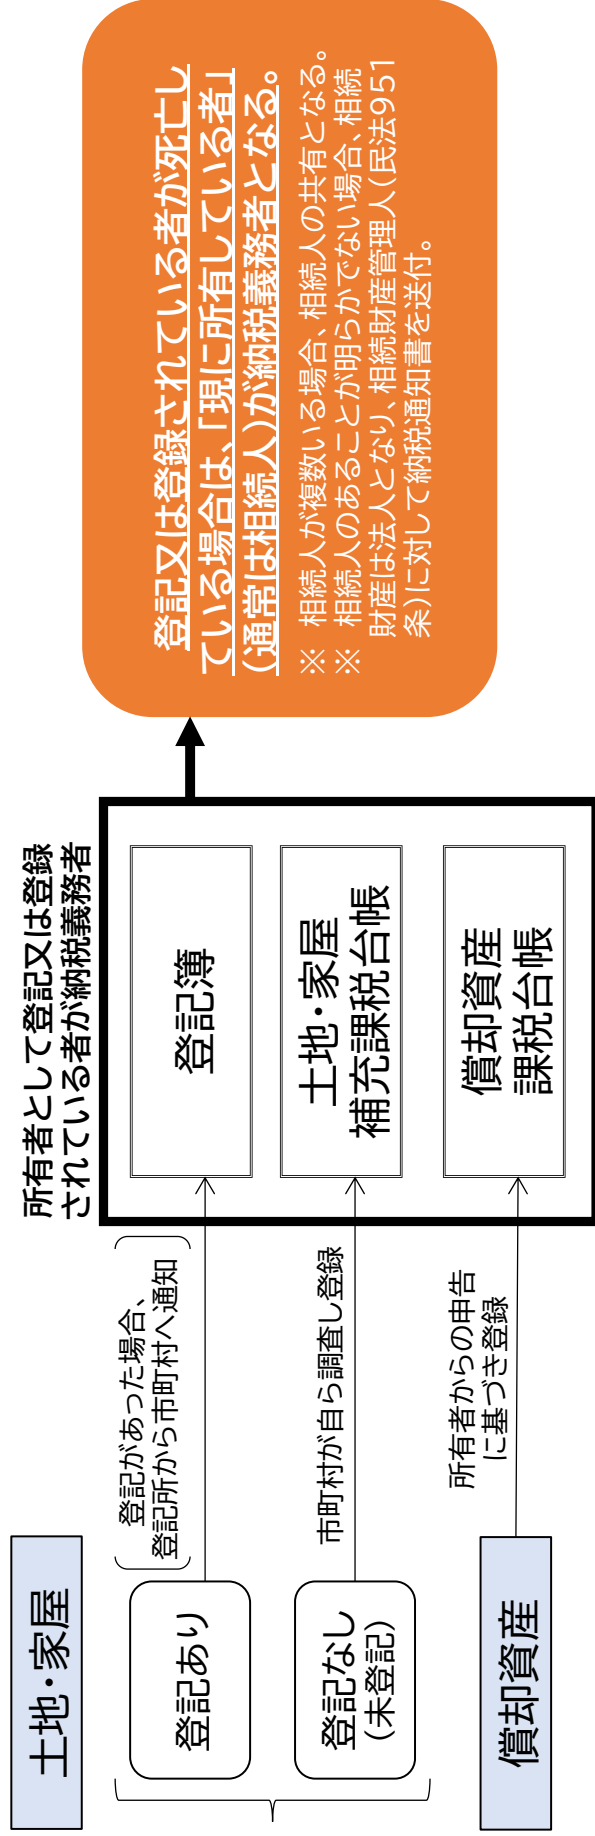 土地・家屋
登記あり
登記なし
（未登記）
償却資産
登記があった場合、
登記所から市町村へ通知
市町村が自ら調査し登録
所有者からの申告
に基づき登録
所有者として登記又は登録
されている者が納税義務者
登記簿
土地・家屋
補充課税台帳
償却資産
課税台帳
登記又は登録されている者が死亡し
ている場合は、「現に所有している者」
（通常は相続人）が納税義務者となる。
※ 相続人が複数いる場合、相続人の共有となる。
※ 相続人のあることが明らかでない場合、相続
財産は法人となり、相続財産管理人（民法951
条）に対して納税通知書を送付。